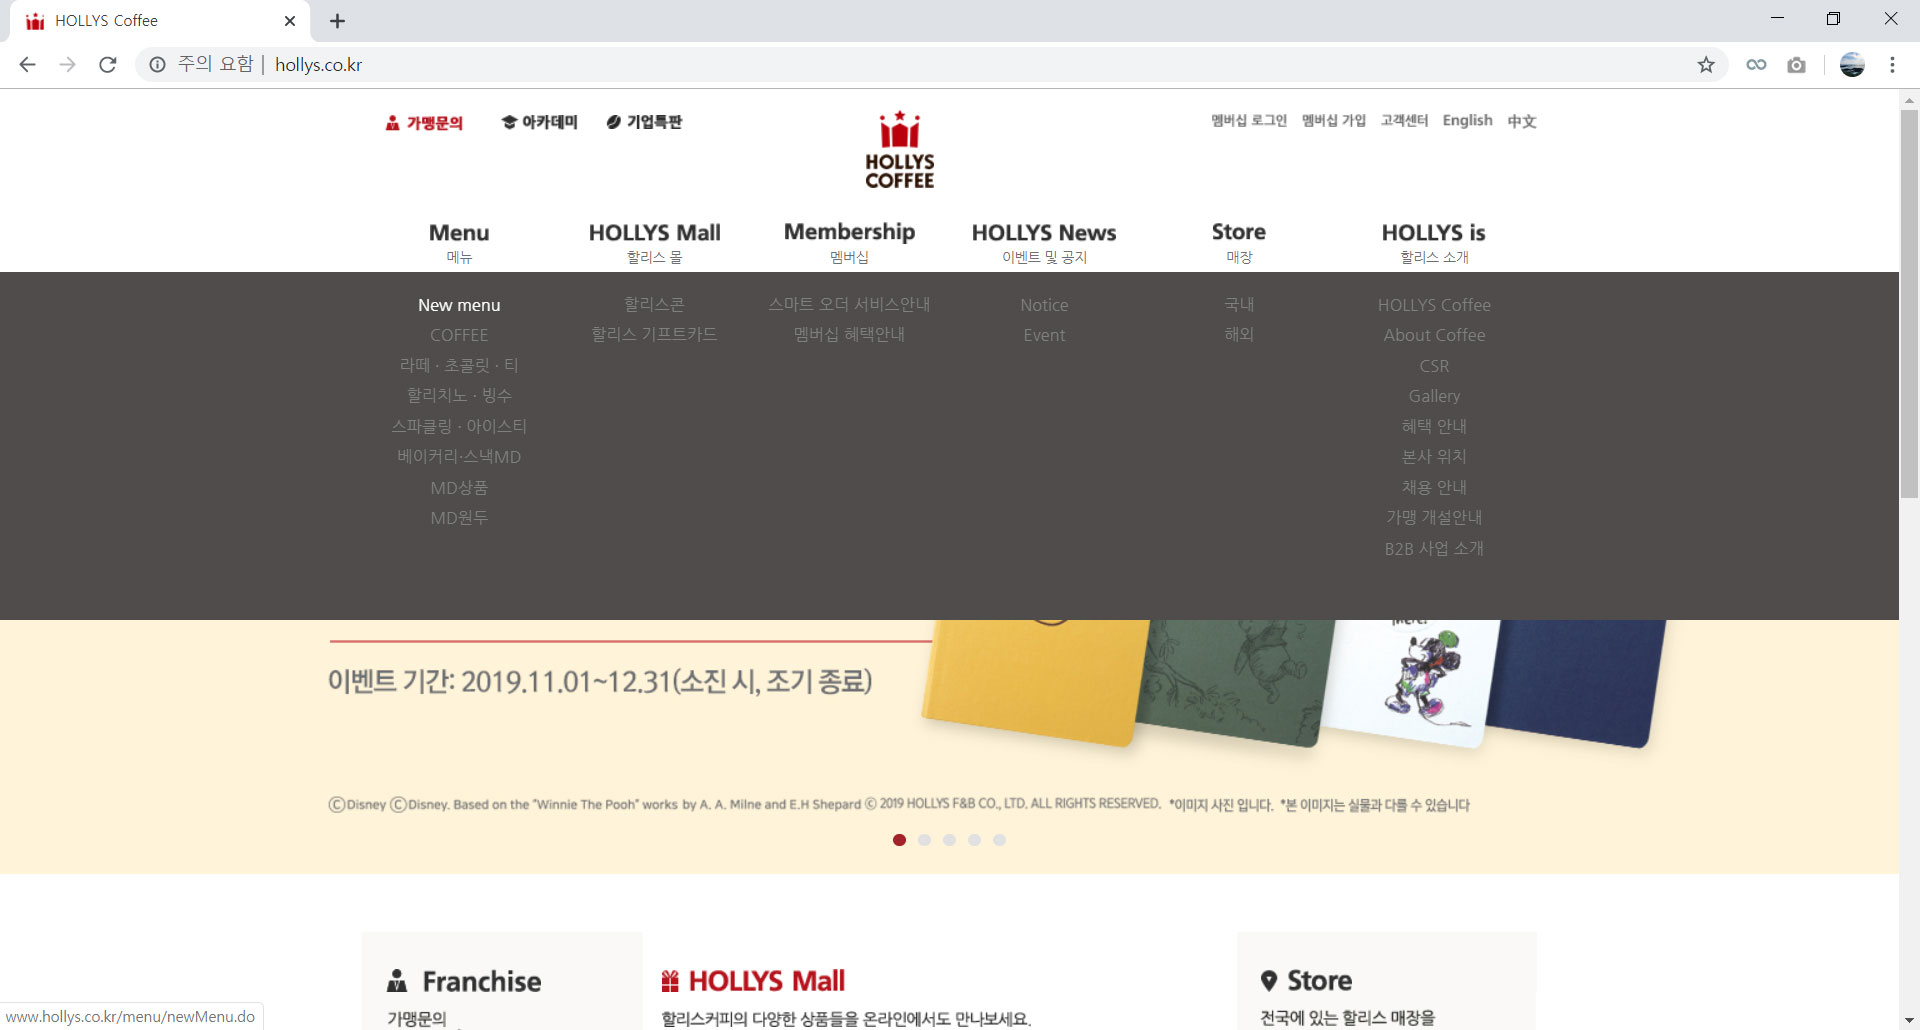 HOLLYS Coffee
주의 요함 | hollys.co.kr
가맹문의 아카데미 기업특판
HOLLYS
COFFEE
멤버십 로그인 멤버십 가입 고객센터 English 中文
Menu HOLLYS Mall Membership HOLLYS News Store HOLLYS is
메뉴 할리스 몰 멤버십 이벤트 및 공지 매장 할리스 소개
New menu 할리스콘 스마트 오더 서비스안내 Notice 국내 HOLLYS Coffee
COFFEE 할리스 기프트카드 멤버십 혜택안내 Event 해외 About Coffee
라떼 · 초콜릿 · 티 CSR
할리치노 · 빙수 Gallery
스파클링 · 아이스티 혜택 안내
베이커리·스낵MD 본사 위치
MD상품 채용 안내
MD원두 가맹 개설안내
B2B 사업 소개
이벤트 기간: 2019.11.01~12.31(소진 시, 조기 종료)
ⒸDisney ⒸDisney. Based on the "Winnie The Pooh" works by A. A. Milne and E.H Shepard © 2019 HOLLYS F&B CO., LTD. ALL RIGHTS RESERVED. *이미지 사진 입니다. *본 이미지는 실물과 다를 수 있습니다
Franchise HOLLYS Mall Store
가맹문의 할리스커피의 다양한 상품들을 온라인에서도 만나보세요. 전국에 있는 할리스 매장을
www.hollys.co.kr/menu/newMenu.do